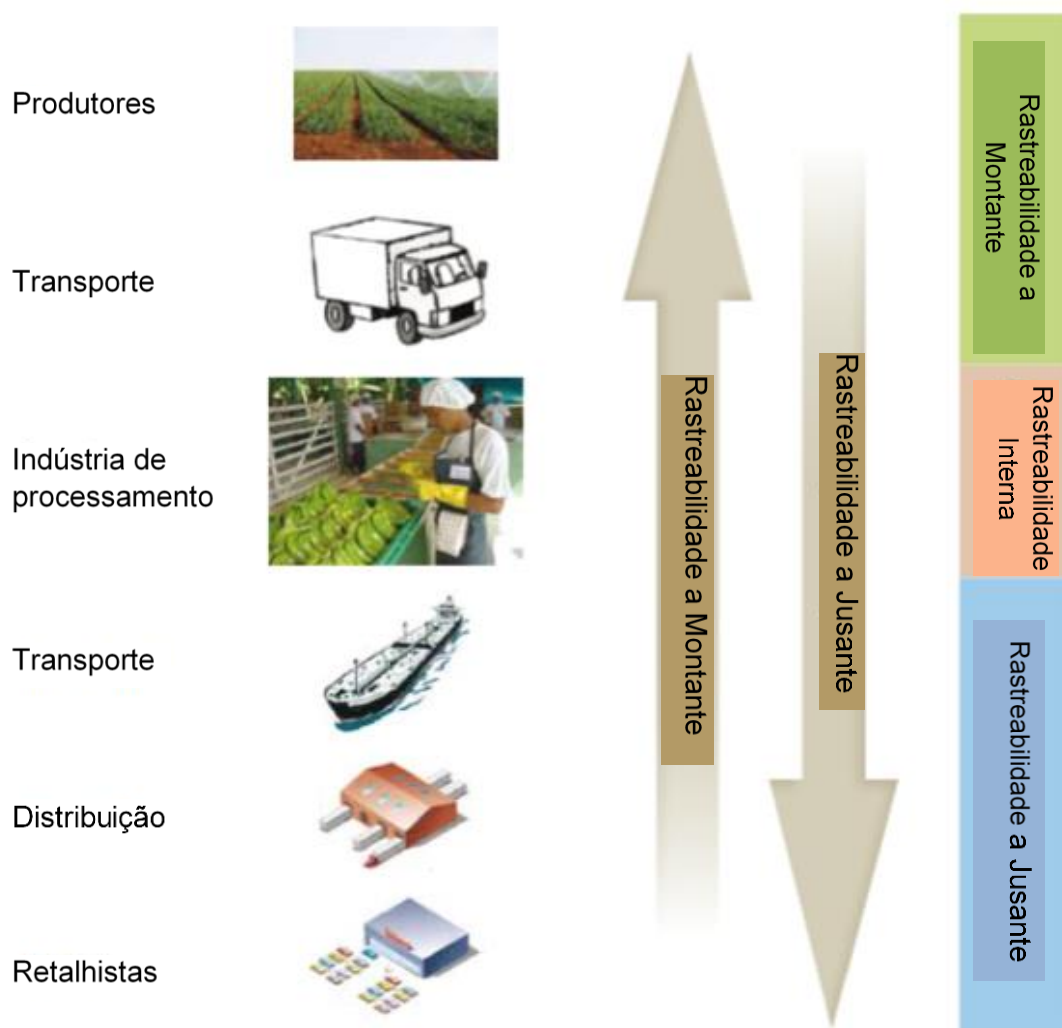 Produtores
Transporte
Indústria de
processamento
Transporte
Distribuição
Retalhistas
Rastreabilidade a Montante
Rastreabilidade a Jusante
Rastreabilidade a
Montante
Rastreabilidade
Interna
Rastreabilidade a Jusante